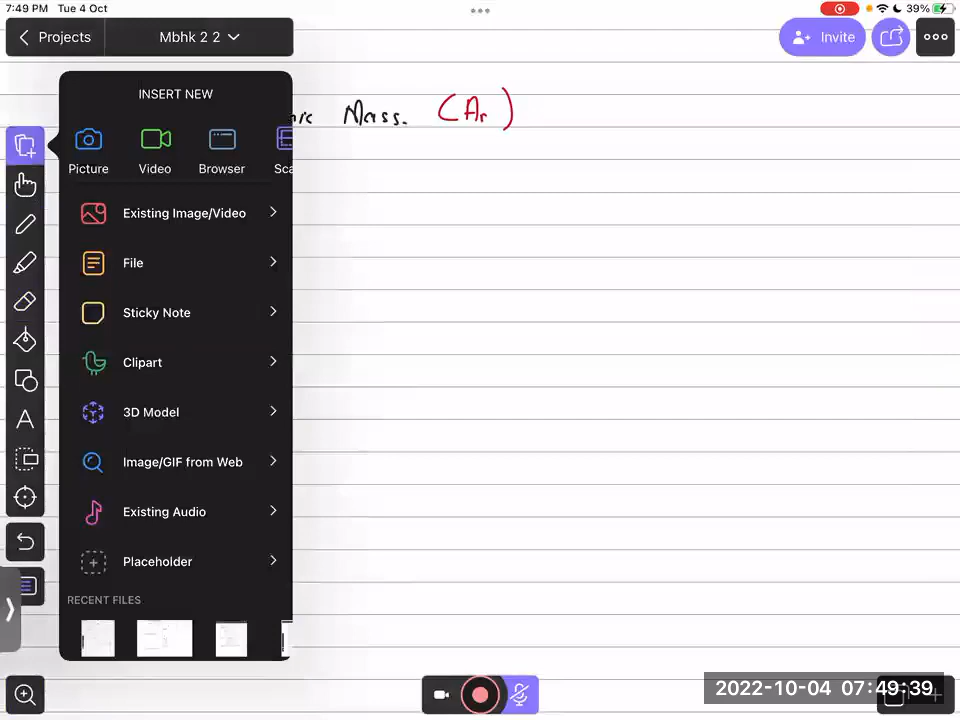 7:49 PM Tue 4 Oct
39%
Projects
Mbhk 2 2
Invite
INSERT NEW
Mass. (Ar)
Picture
Video
Browser
Sca
Existing Image/Video
File
Sticky Note
Clipart
A
3D Model
Image/GIF from Web
Existing Audio
Placeholder
RECENT FILES
2022-10-04 07:49:39